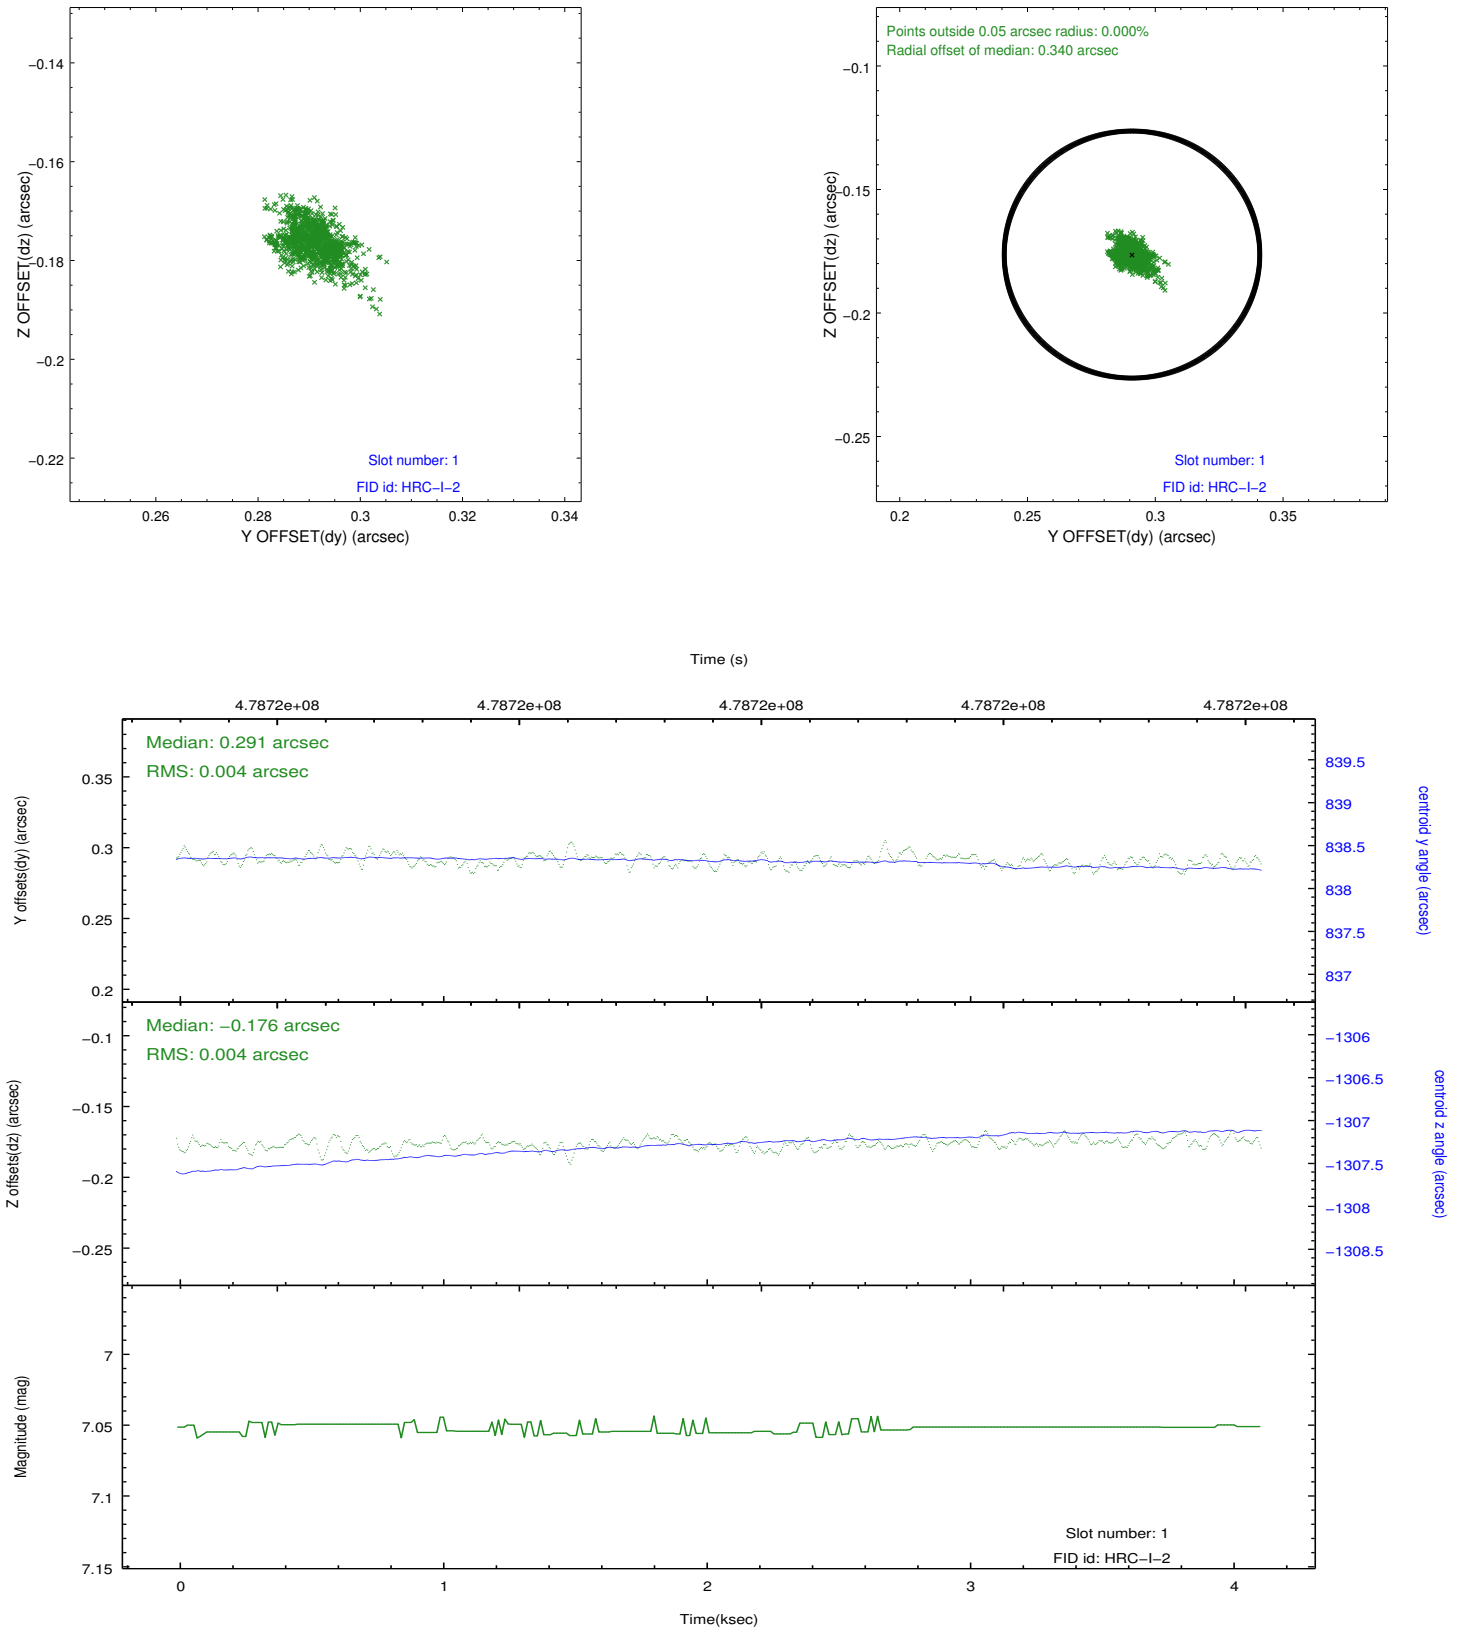 −0.14
−0.16
−0.18
−0.2
−0.22
Z OFFSET(dz) (arcsec)
Slot number: 1
FID id: HRC−I−2
0.26
0.28
0.3
0.32
0.34
Y OFFSET(dy) (arcsec)
Points outside 0.05 arcsec radius: 0.000%
Radial offset of median: 0.340 arcsec
−0.1
−0.15
−0.2
−0.25
Z OFFSET(dz) (arcsec)
Slot number: 1
FID id: HRC−I−2
0.2
0.25
0.3
0.35
Y OFFSET(dy) (arcsec)
Time (s)
4.7872e+08
4.7872e+08
4.7872e+08
4.7872e+08
4.7872e+08
Median: 0.291 arcsec
RMS: 0.004 arcsec
0.35
0.3
0.25
0.2
Y offsets(dy) (arcsec)
839.5
839
838.5
838
837.5
837
centroid y angle (arcsec)
Median: −0.176 arcsec
RMS: 0.004 arcsec
−0.1
−0.15
−0.2
−0.25
Z offsets(dz) (arcsec)
−1306
−1306.5
−1307
−1307.5
−1308
−1308.5
centroid z angle (arcsec)
7
7.05
7.1
7.15
Magnitude (mag)
Slot number: 1
FID id: HRC−I−2
0
1
2
3
4
Time(ksec)